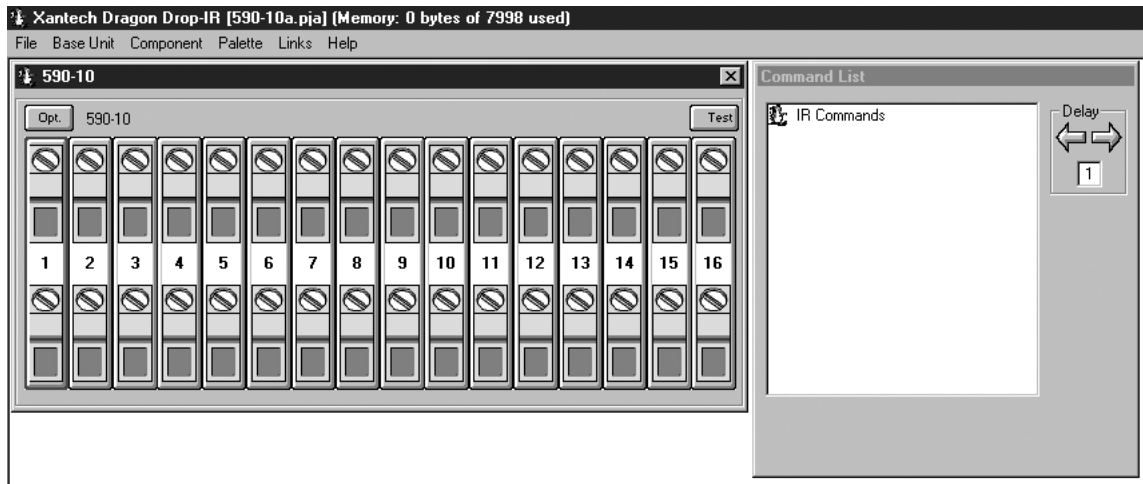 Xantech Dragon Drop-IR [590-10a.pja] (Memory: 0 bytes of 7998 used)
File Base Unit Component Palette Links Help
590-10
Opt. 590-10 Test
1 2 3 4 5 6 7 8 9 10 11 12 13 14 15 16
Command List
IR Commands
Delay
1